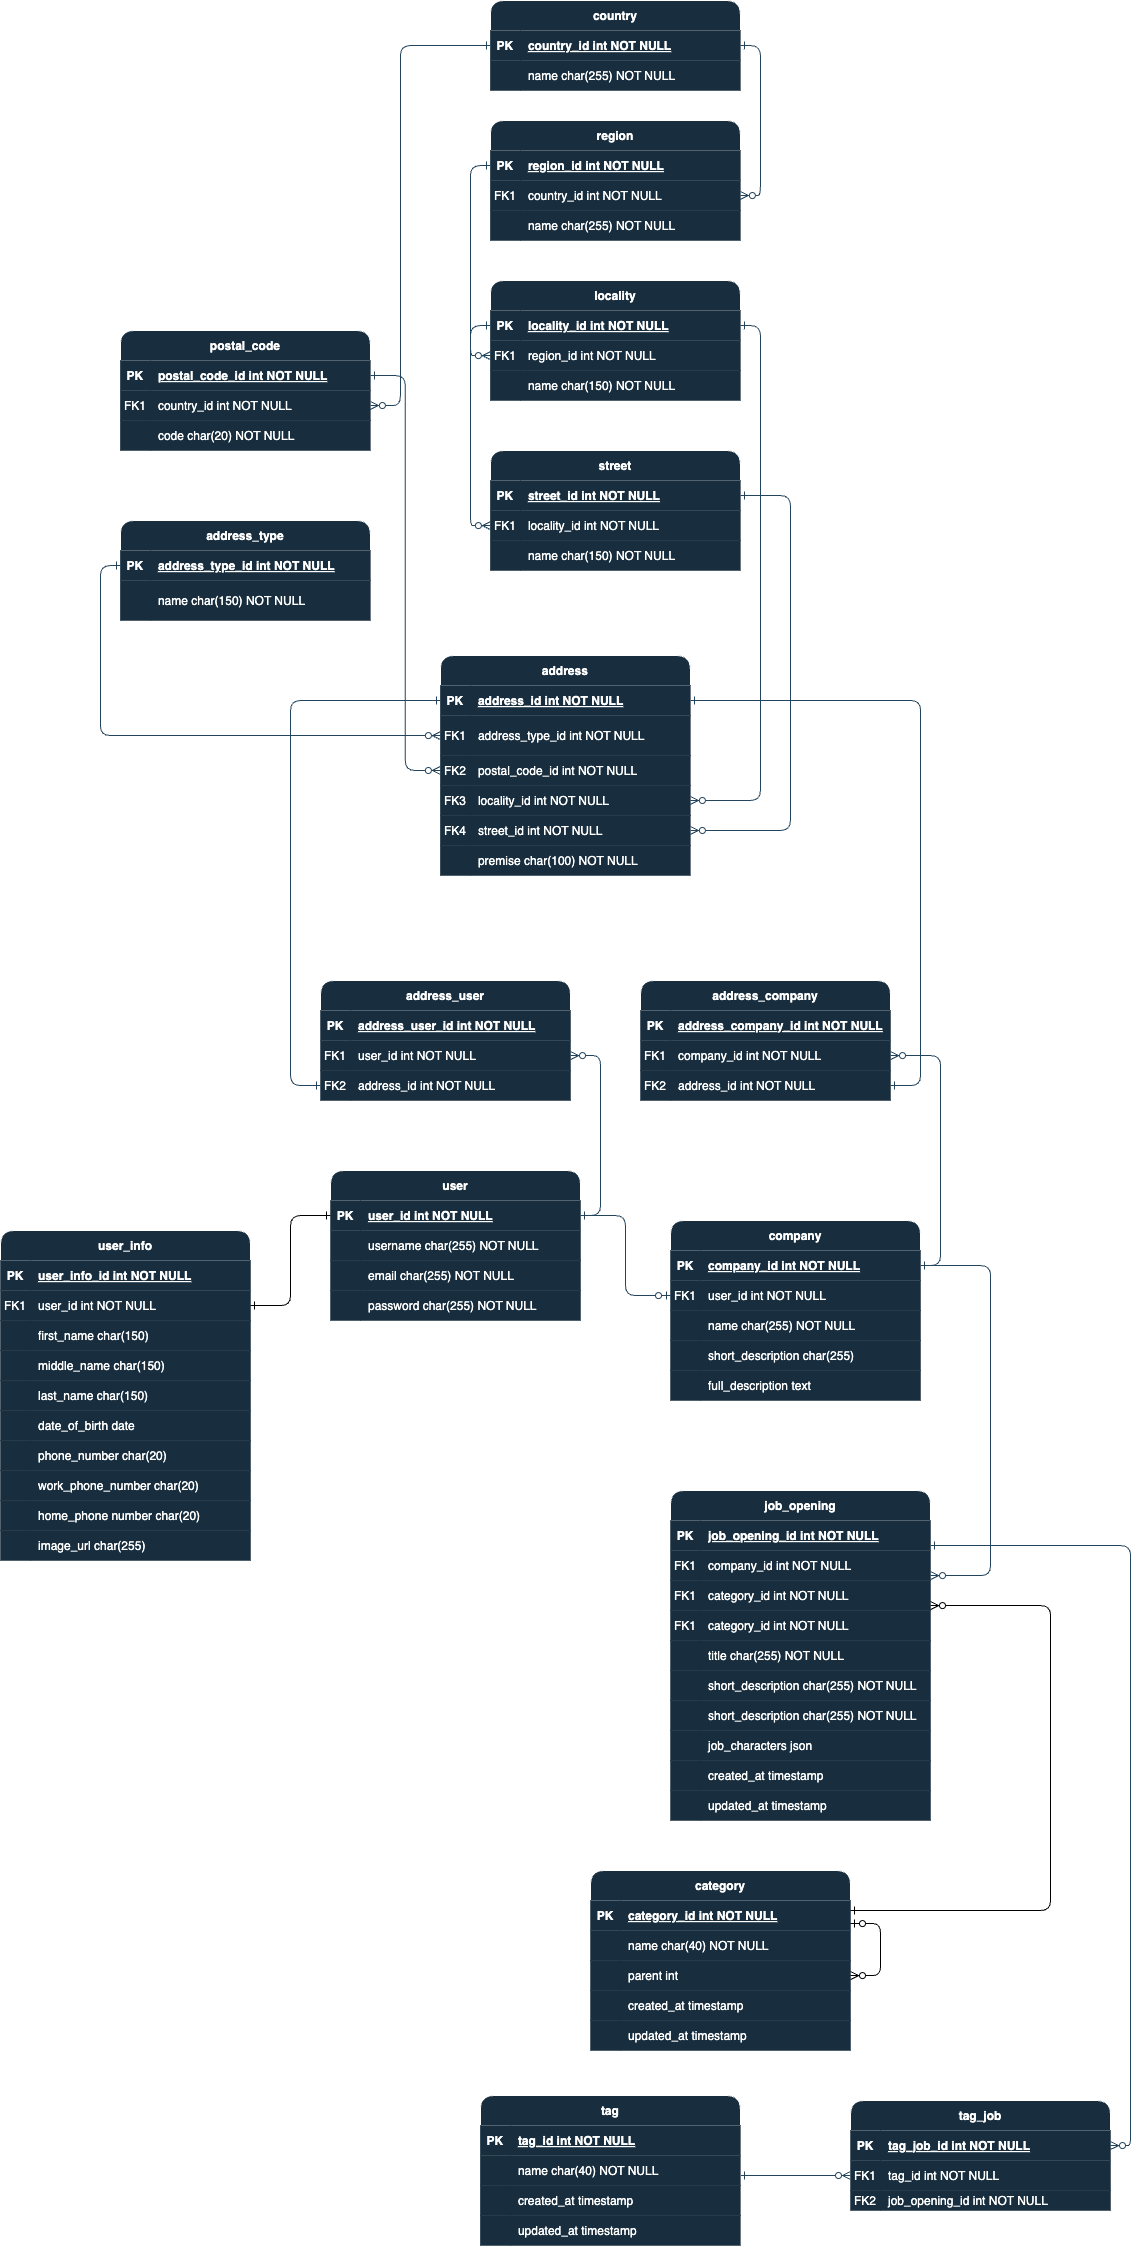 country
PK country_id int NOT NULL
name char(255) NOT NULL
region
PK region_id int NOT NULL
FK1 country_id int NOT NULL
name char(255) NOT NULL
locality
PK locality_id int NOT NULL
FK1 region_id int NOT NULL
name char(150) NOT NULL
postal_code
PK postal_code_id int NOT NULL
FK1 country_id int NOT NULL
code char(20) NOT NULL
street
PK street_id int NOT NULL
FK1 locality_id int NOT NULL
name char(150) NOT NULL
address_type
PK address_type_id int NOT NULL
name char(150) NOT NULL
address
PK address_id int NOT NULL
FK1 address_type_id int NOT NULL
FK2 postal_code_id int NOT NULL
FK3 locality_id int NOT NULL
FK4 street_id int NOT NULL
premise char(100) NOT NULL
address_user
PK address_user_id int NOT NULL
FK1 user_id int NOT NULL
FK2 address_id int NOT NULL
address_company
PK address_company_id int NOT NULL
FK1 company_id int NOT NULL
FK2 address_id int NOT NULL
user
PK user_id int NOT NULL
username char(255) NOT NULL
email char(255) NOT NULL
password char(255) NOT NULL
user_info
PK user_info_id int NOT NULL
FK1 user_id int NOT NULL
first_name char(150)
middle_name char(150)
last_name char(150)
date_of_birth date
phone_number char(20)
work_phone_number char(20)
home_phone number char(20)
image_url char(255)
company
PK company_id int NOT NULL
FK1 user_id int NOT NULL
name char(255) NOT NULL
short_description char(255)
full_description text
job_opening
PK job_opening_id int NOT NULL
FK1 company_id int NOT NULL
FK1 category_id int NOT NULL
FK1 category_id int NOT NULL
title char(255) NOT NULL
short_description char(255) NOT NULL
short_description char(255) NOT NULL
job_characters json
created_at timestamp
updated_at timestamp
category
PK category_id int NOT NULL
name char(40) NOT NULL
parent int
created_at timestamp
updated_at timestamp
tag
PK tag_id int NOT NULL
name char(40) NOT NULL
created_at timestamp
updated_at timestamp
tag_job
PK tag_job_id int NOT NULL
FK1 tag_id int NOT NULL
FK2 job_opening_id int NOT NULL